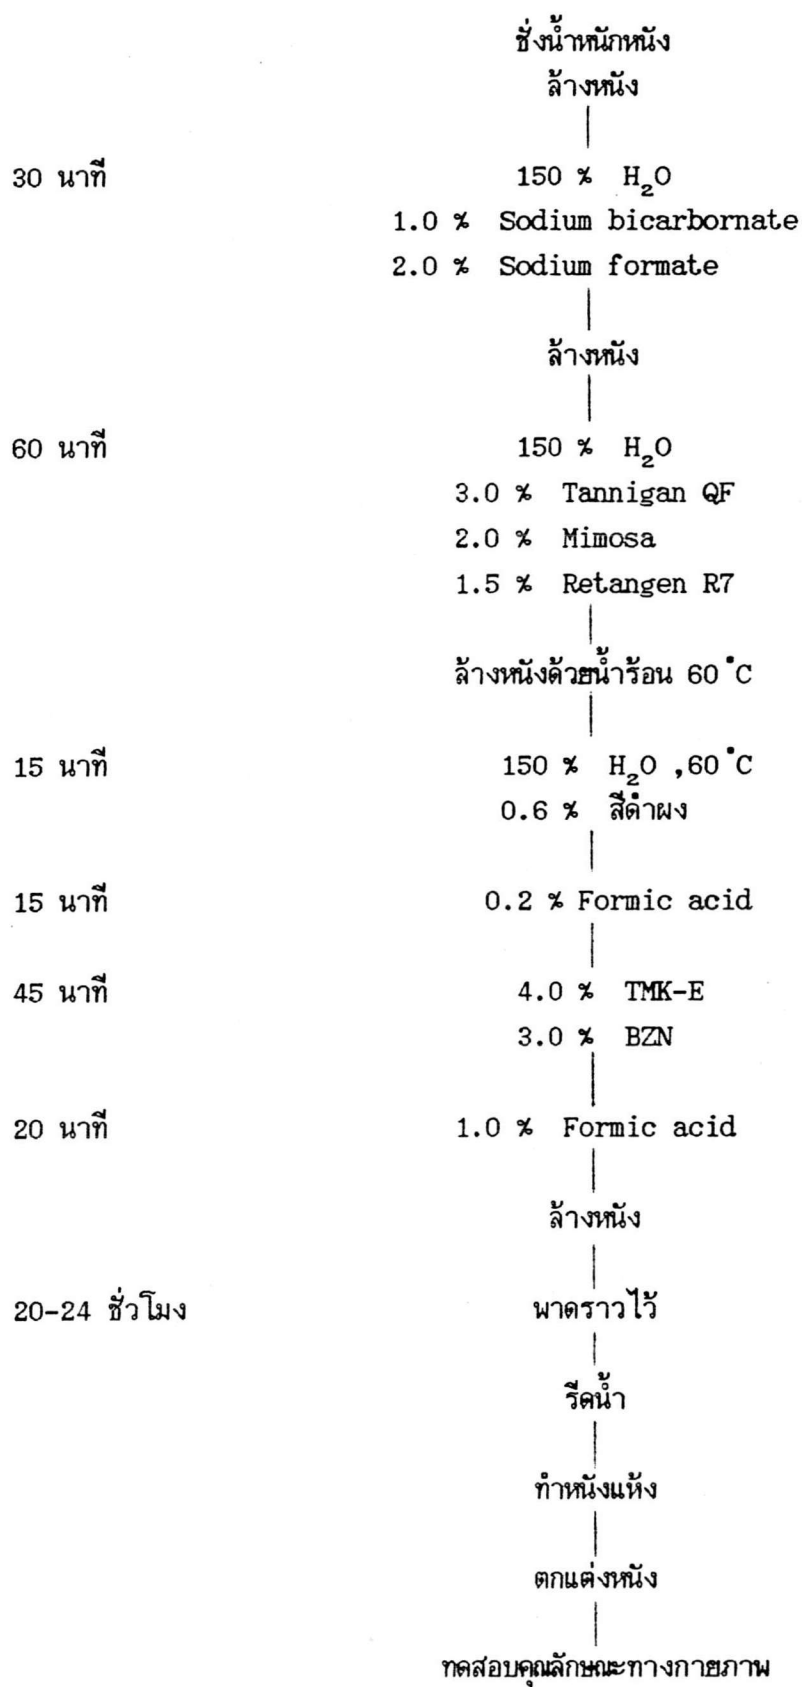 ชั่งน้ำหนักหนัง
ล้างหนัง
30 นาที 150 % H₂O
1.0 % Sodium bicarbornate
2.0 % Sodium formate
ล้างหนัง
60 นาที 150 % H₂O
3.0 % Tannigan QF
2.0 % Mimosa
1.5 % Retangen R7
ล้างหนังด้วยน้ำร้อน 60 °C
15 นาที 150 % H₂O ,60 °C
0.6 % สีดำผง
15 นาที 0.2 % Formic acid
45 นาที 4.0 % TMK-E
3.0 % BZN
20 นาที 1.0 % Formic acid
ล้างหนัง
20-24 ชั่วโมง พาดราวไว้
รีดน้ำ
ทำหนังแห้ง
ตกแต่งหนัง
ทดสอบคุณลักษณะทางกายภาพ